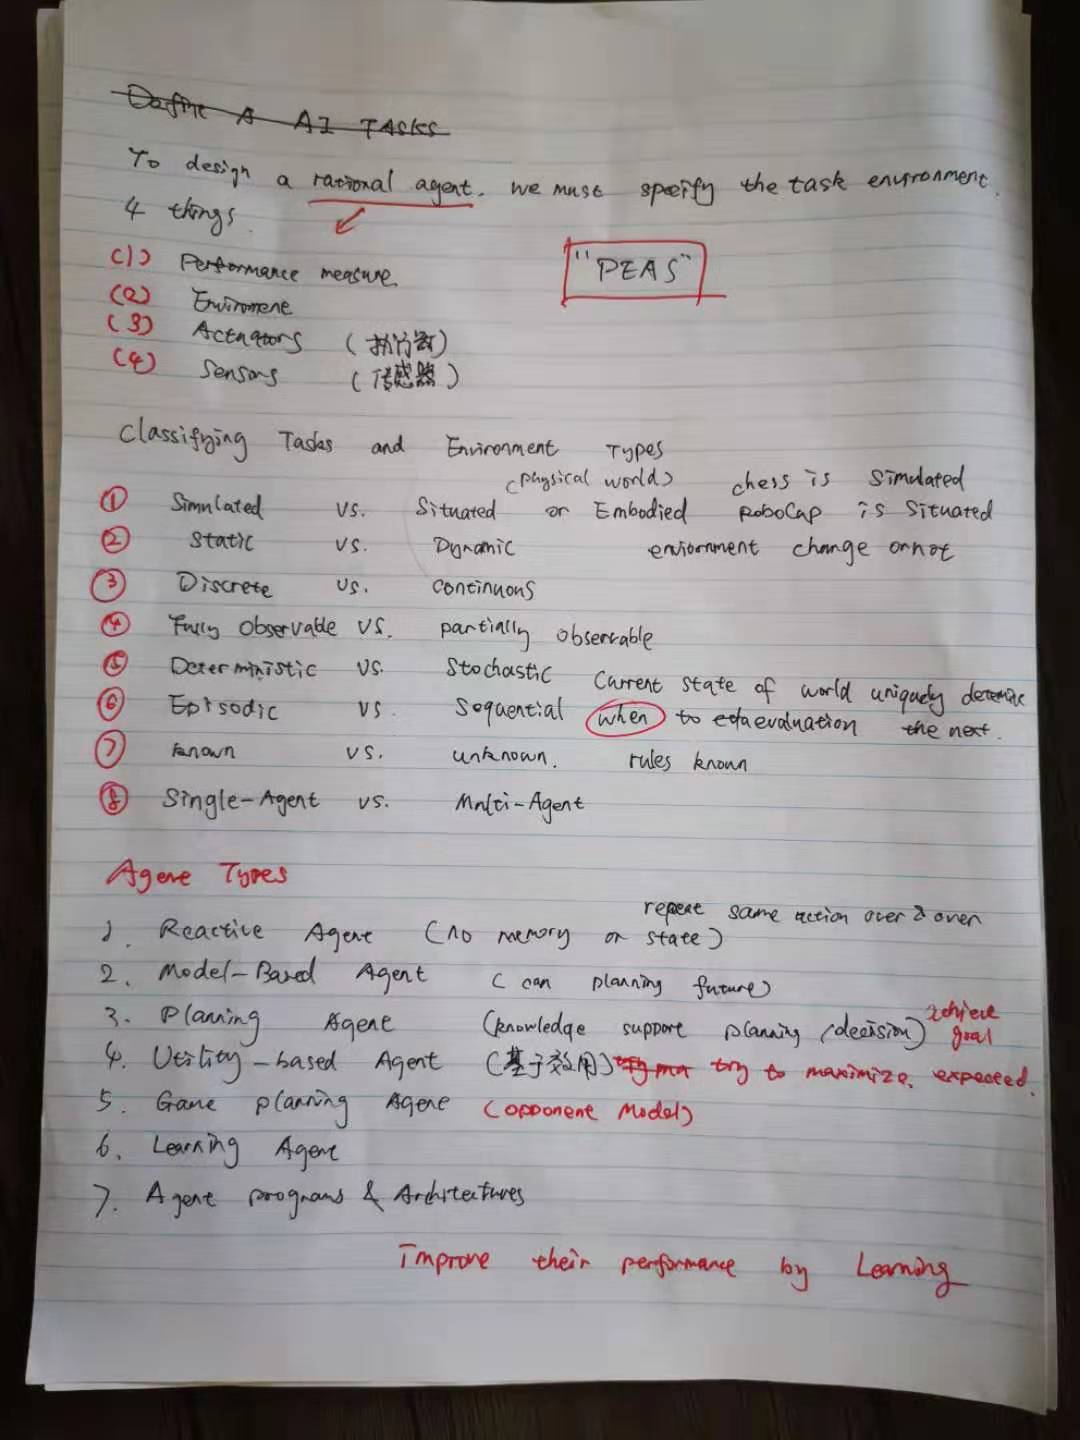 Define A AI TASKS
To design a rational agent, we must specify the task environment.
4 things.
(1) Performance measure.
"PEAS"
(2) Enviroment
(3) Actuators (执行器)
(4) Sensors (传感器)
Classifying Tasks and Environment Types
(physical world) chess is Simulated
① Simulated vs. Situated or Embodied RoboCap is Situated
② Static vs. Dynamic enviornment change or not
③ Discrete vs. continuous
④ Fully Observable vs. partially observable
⑤ Deterministic vs. Stochastic Current state of world uniquely determine
⑥ Episodic vs. Sequential when to evaluation the next.
⑦ known vs. unknown. rules known
⑧ Single-Agent vs. Multi-Agent
Agent Types
repeat same action over & over
1. Reactive Agent (no memory or state)
2. Model-Based Agent (can planning future)
3. Planning Agent (knowledge support planning/decision) achieve goal
4. Utility-based Agent (基于效用) try to maximize. expected.
5. Game planning Agent (opponent Model)
6. Learning Agent
7. Agent programs & Architectures
Improve their performance by Learning